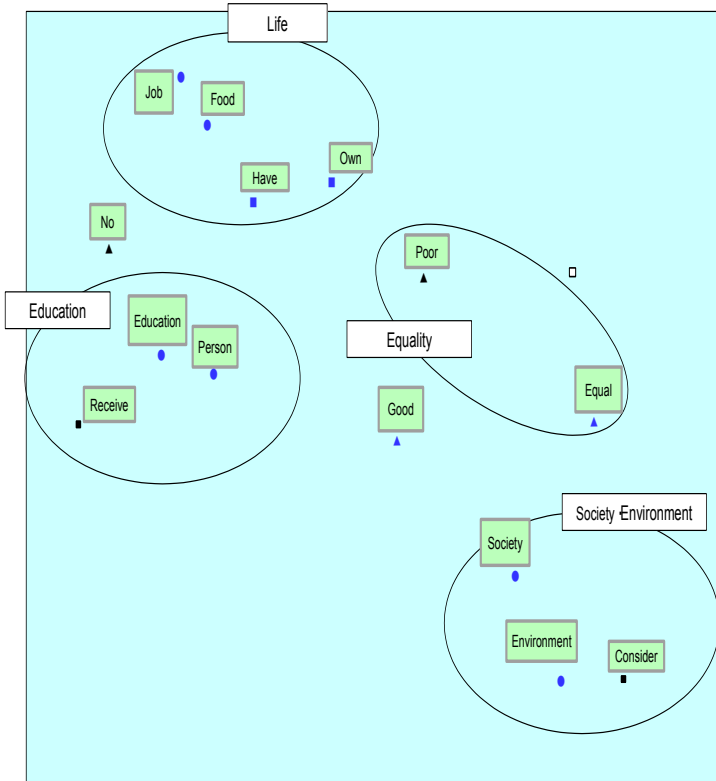 Life
Job
Food
Own
Have
No
Poor
Education
Education
Person
Equality
Equal
Receive
Good
Society·Environment
Society
Environment
Consider